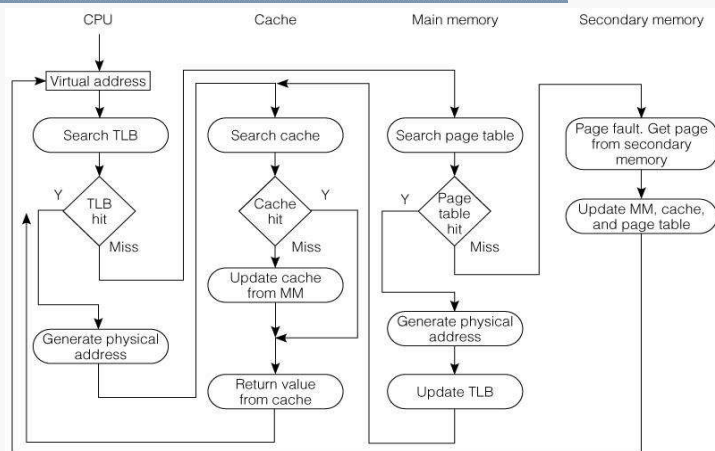 CPU
Cache
Main memory
Secondary memory
Virtual address
Search TLB
Search cache
Search page table
Page fault. Get page
from secondary
memory
Y
TLB
hit
Miss
Cache
hit
Y
Miss
Y
Page
table
hit
Miss
Update MM, cache,
and page table
Update cache
from MM
Generate physical
address
Generate physical
address
Return value
from cache
Update TLB